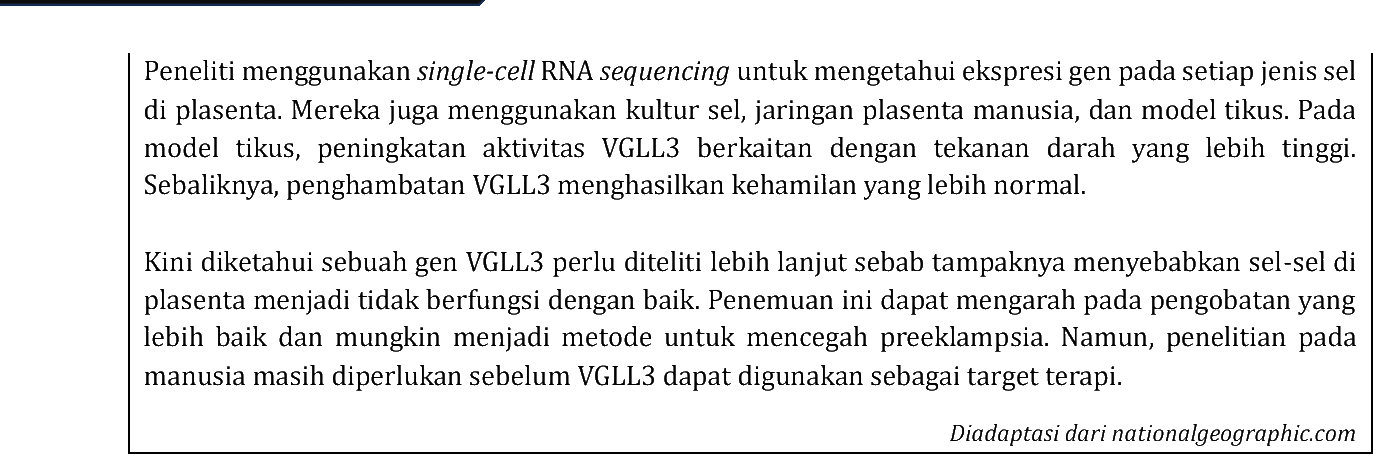 Peneliti menggunakan single-cell RNA sequencing untuk mengetahui ekspresi gen pada setiap jenis sel
di plasenta. Mereka juga menggunakan kultur sel, jaringan plasenta manusia, dan model tikus. Pada
model tikus, peningkatan aktivitas VGLL3 berkaitan dengan tekanan darah yang lebih tinggi.
Sebaliknya, penghambatan VGLL3 menghasilkan kehamilan yang lebih normal.
Kini diketahui sebuah gen VGLL3 perlu diteliti lebih lanjut sebab tampaknya menyebabkan sel-sel di
plasenta menjadi tidak berfungsi dengan baik. Penemuan ini dapat mengarah pada pengobatan yang
lebih baik dan mungkin menjadi metode untuk mencegah preeklampsia. Namun, penelitian pada
manusia masih diperlukan sebelum VGLL3 dapat digunakan sebagai target terapi.
Diadaptasi dari nationalgeographic.com